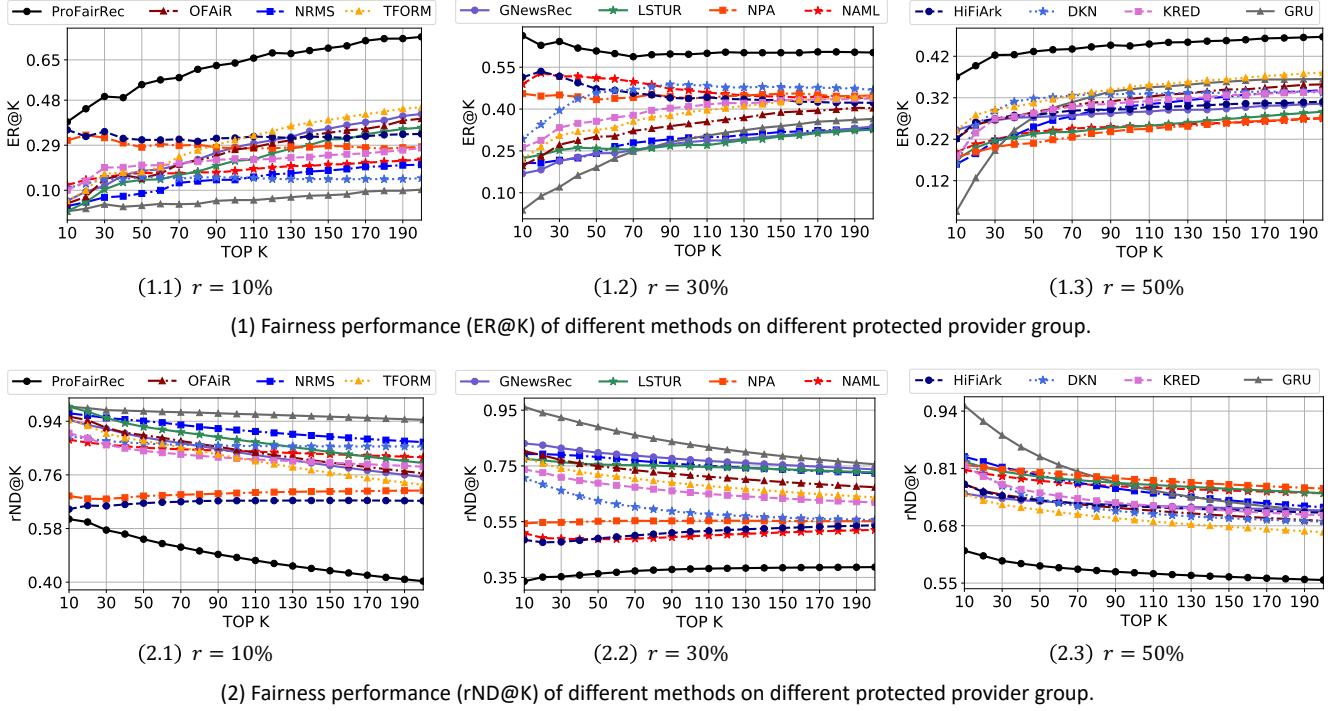 ProFairRec OFAiR NRMS TFORM
GNewsRec LSTUR NPA NAML
HiFiArk DKN KRED GRU
ER@K
0.65
0.48
0.29
0.10
10 30 50 70 90 110 130 150 170 190
TOP K
ER@K
0.55
0.40
0.25
0.10
10 30 50 70 90 110 130 150 170 190
TOP K
ER@K
0.42
0.32
0.22
0.12
10 30 50 70 90 110 130 150 170 190
TOP K
(1.1) r = 10%
(1.2) r = 30%
(1.3) r = 50%
(1) Fairness performance (ER@K) of different methods on different protected provider group.
ProFairRec OFAiR NRMS TFORM
GNewsRec LSTUR NPA NAML
HiFiArk DKN KRED GRU
rND@K
0.94
0.76
0.58
0.40
10 30 50 70 90 110 130 150 170 190
TOP K
rND@K
0.95
0.75
0.55
0.35
10 30 50 70 90 110 130 150 170 190
TOP K
rND@K
0.94
0.81
0.68
0.55
10 30 50 70 90 110 130 150 170 190
TOP K
(2.1) r = 10%
(2.2) r = 30%
(2.3) r = 50%
(2) Fairness performance (rND@K) of different methods on different protected provider group.